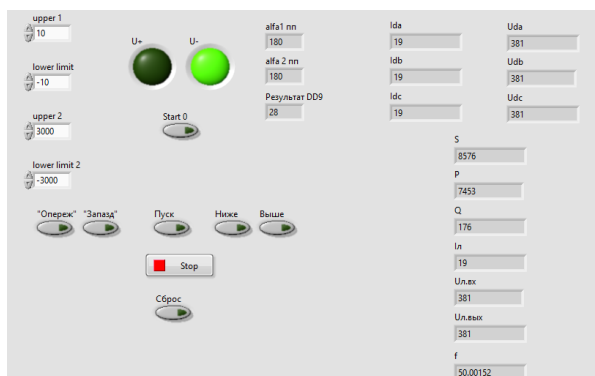 upper 1
10
lower limit
-10
upper 2
3000
lower limit 2
-3000
U+
U-
Start 0
"Опереж"
"Запазд"
Пуск
Ниже
Выше
Stop
Сброс
alfa1 nn
180
alfa 2 nn
180
Результат DD9
28
Ida
19
Idb
19
Idc
19
Uda
381
Udb
381
Udc
381
S
8576
P
7453
Q
176
Iл
19
Uл.вх
381
Uл.вых
381
f
50.00152